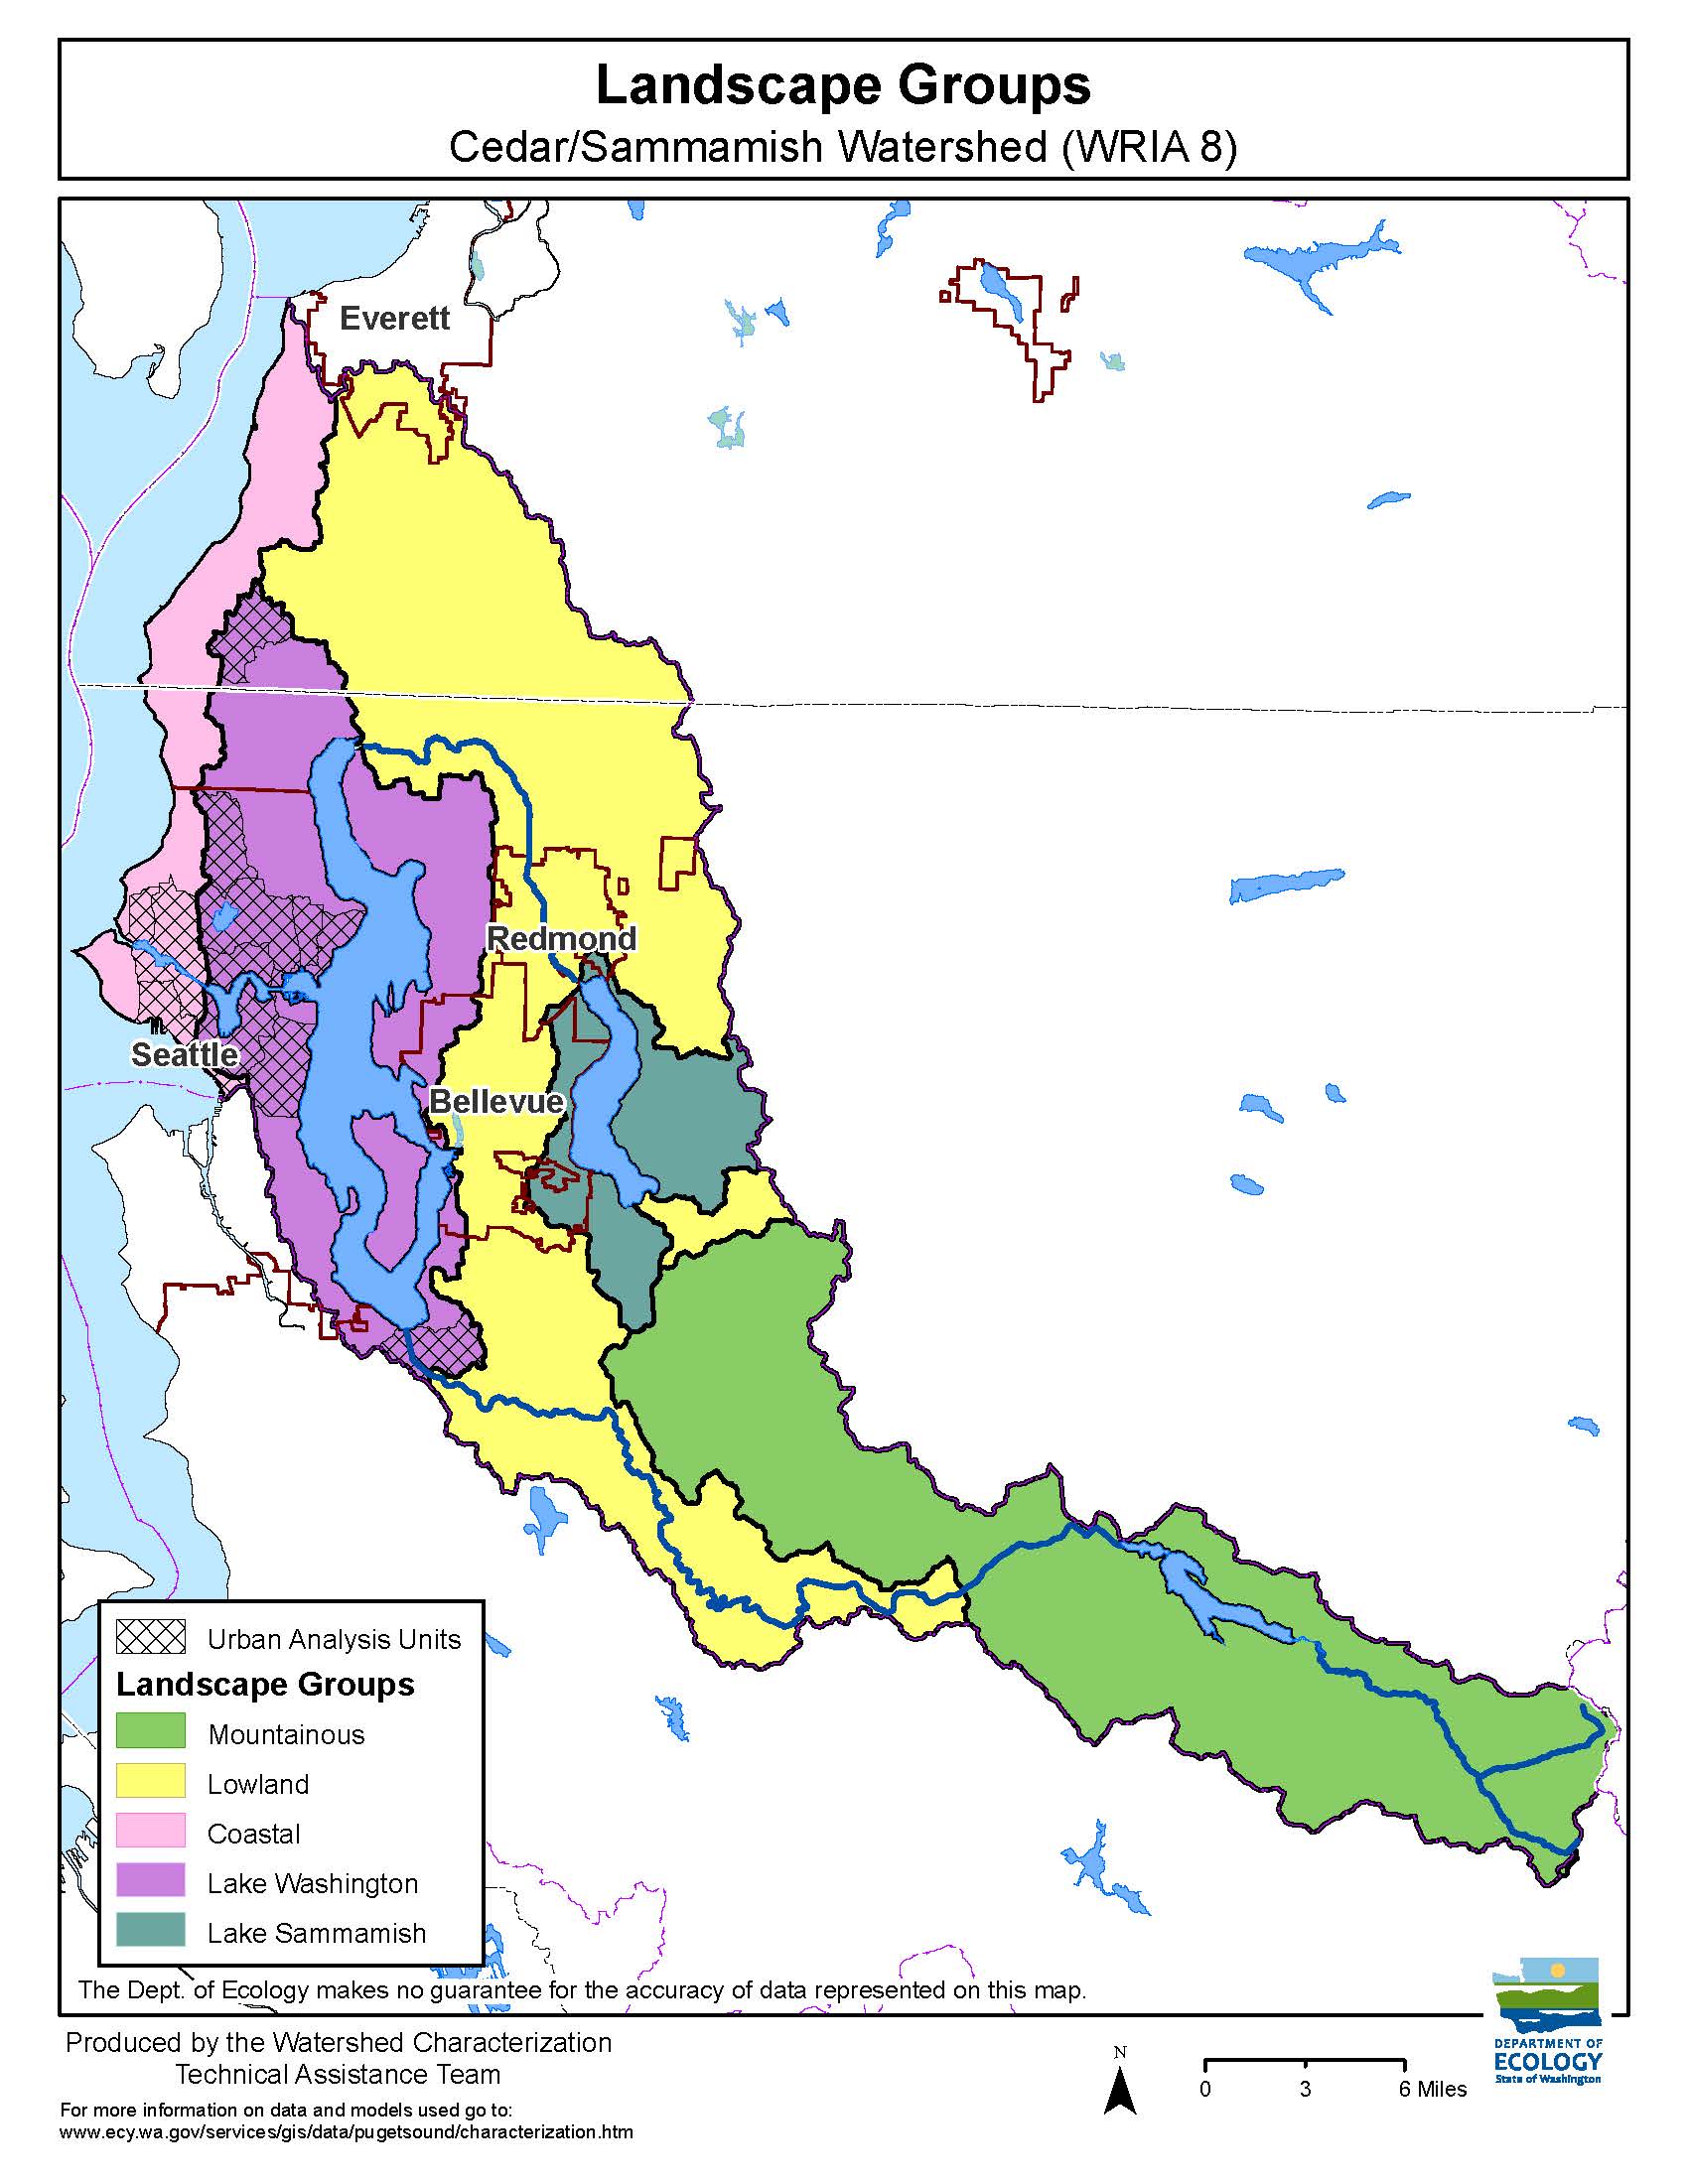 Landscape Groups
Cedar/Sammamish Watershed (WRIA 8)
Everett
Redmond
Seattle
Bellevue
Urban Analysis Units
Landscape Groups
Mountainous
Lowland
Coastal
Lake Washington
Lake Sammamish
The Dept. of Ecology makes no guarantee for the accuracy of data represented on this map.
Produced by the Watershed Characterization
Technical Assistance Team
For more information on data and models used go to:
www.ecy.wa.gov/services/gis/data/pugetsound/characterization.htm
N
0 3 6 Miles
DEPARTMENT OF
ECOLOGY
State of Washington